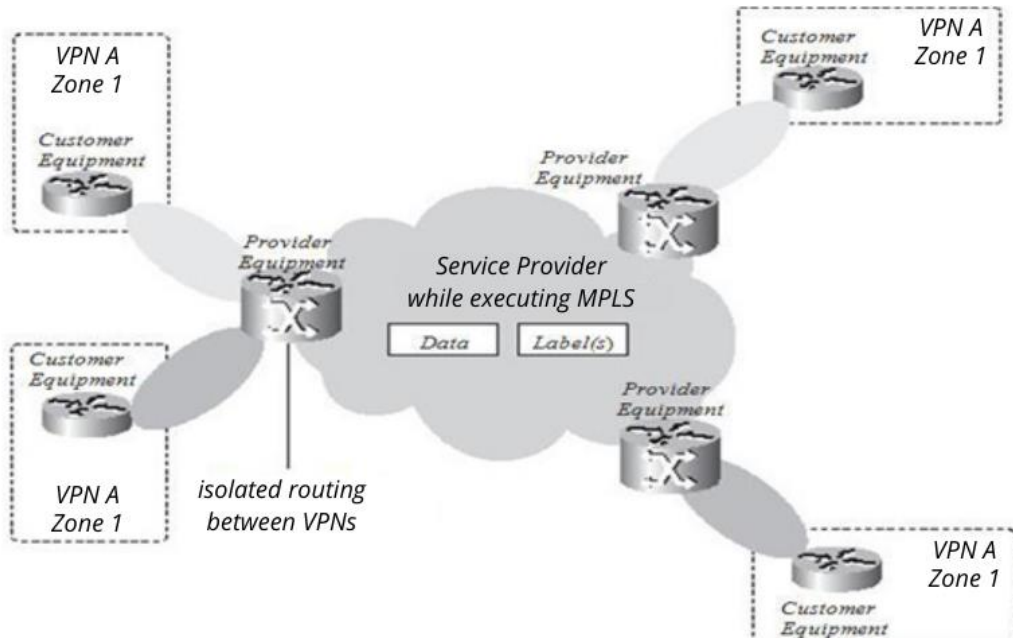 VPN A
Zone 1
Customer
Equipment
Customer
Equipment
VPN A
Zone 1
Provider
Equipment
Provider
Equipment
Service Provider
while executing MPLS
Data
Label(s)
Customer
Equipment
VPN A
Zone 1
isolated routing
between VPNs
Provider
Equipment
VPN A
Zone 1
Customer
Equipment